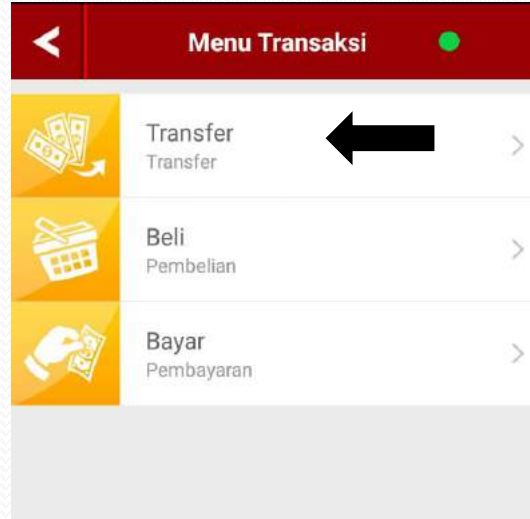 Menu Transaksi
Transfer
Transfer
Beli
Pembelian
Bayar
Pembayaran